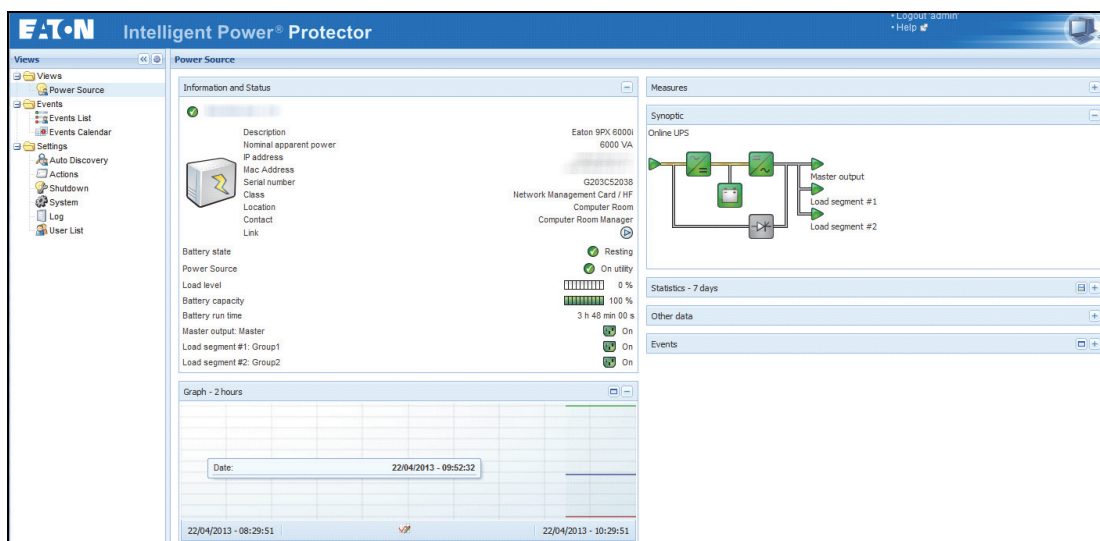 EATON Intelligent Power® Protector
• Logout 'admin'
• Help
Views
Views
Power Source
Events
Events List
Events Calendar
Settings
Auto Discovery
Actions
Shutdown
System
Log
User List
Power Source
Information and Status
Description Eaton 9PX 6000i
Nominal apparent power 6000 VA
IP address
Mac Address
Serial number G203C52038
Class Network Management Card / HF
Location Computer Room
Contact Computer Room Manager
Link
Battery state Resting
Power Source On utility
Load level 0 %
Battery capacity 100 %
Battery run time 3 h 48 min 00 s
Master output: Master On
Load segment #1: Group1 On
Load segment #2: Group2 On
Graph - 2 hours
Date: 22/04/2013 - 09:52:32
22/04/2013 - 08:29:51 22/04/2013 - 10:29:51
Measures
Synoptic
Online UPS
Master output
Load segment #1
Load segment #2
Statistics - 7 days
Other data
Events